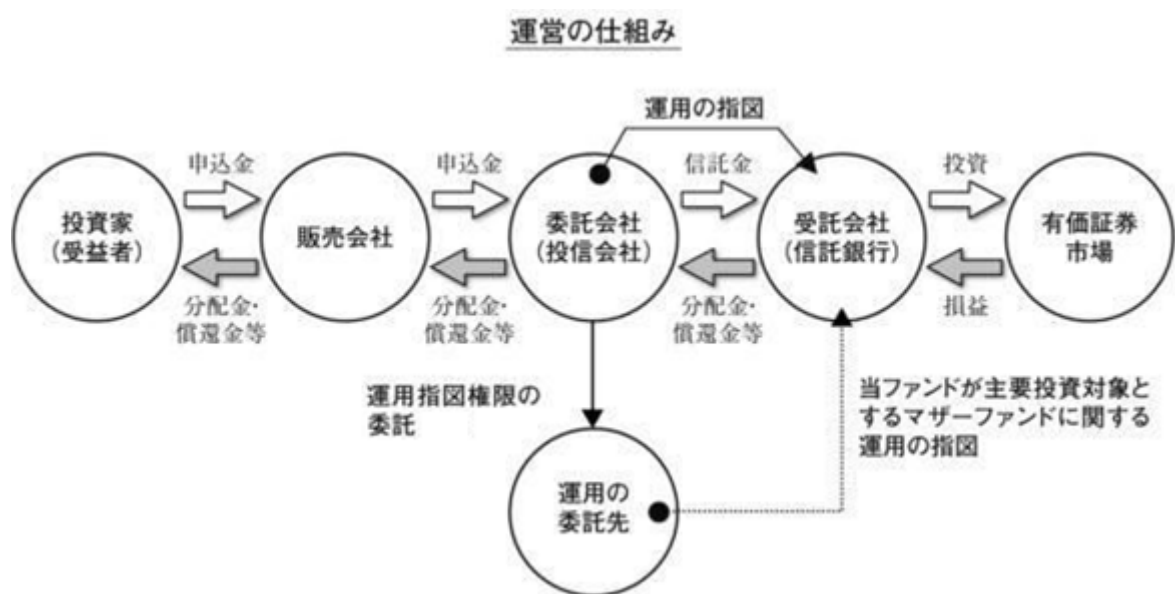 運営の仕組み
運用の指図
申込金
申込金
信託金
投資
投資家
(受益者)
販売会社
委託会社
(投信会社)
受託会社
(信託銀行)
有価証券
市場
分配金・
償還金等
分配金・
償還金等
分配金・
償還金等
損益
運用指図権限の
委託
当ファンドが主要投資対象と
するマザーファンドに関する
運用の指図
運用の
委託先